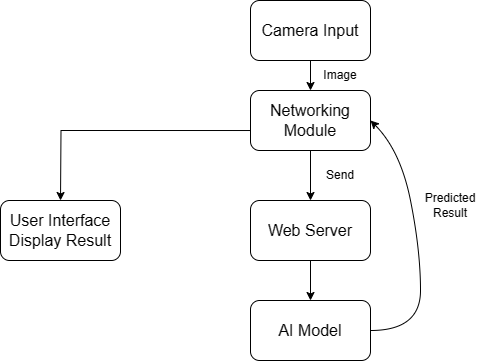 Camera Input
Image
Networking
Module
Send
Predicted
Result
User Interface
Display Result
Web Server
AI Model